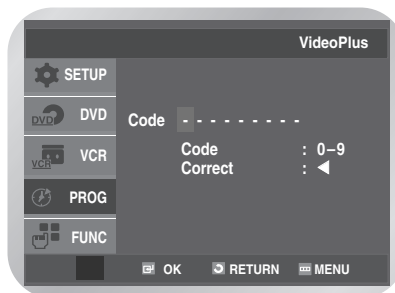 VideoPlus
SETUP
DVD DVD
Code - - - - - - - - -
VCR VCR
Code : 0–9
Correct : ◀
PROG
FUNC
OK RETURN MENU